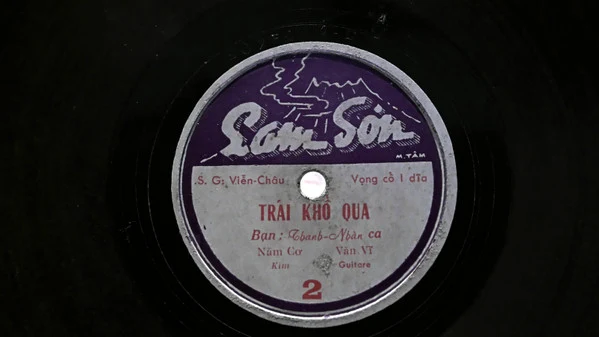 Lam Sơn
M. TÂM
S. G: Viễn-Châu
Vọng cổ 1 dĩa
TRÁI KHỔ QUA
Bạn: Thanh-Nhàn ca
Năm Cơ Văn Vĩ
Kim Guitare
2